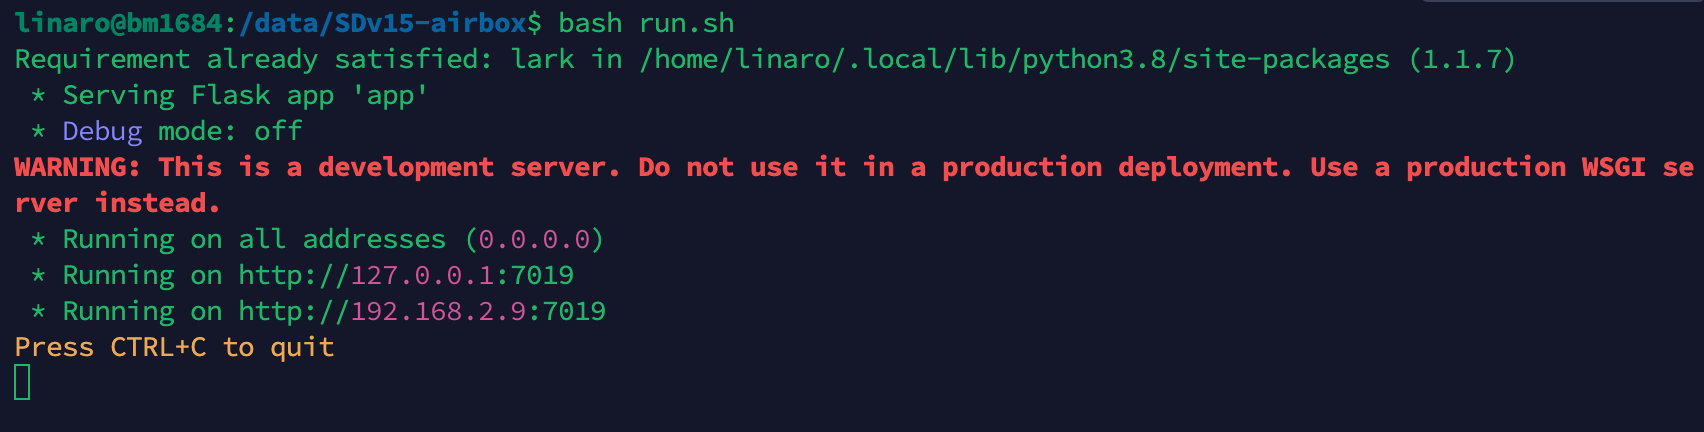 linaro@bm1684:/data/SDv15-airbox$ bash run.sh
Requirement already satisfied: lark in /home/linaro/.local/lib/python3.8/site-packages (1.1.7)
 * Serving Flask app 'app'
 * Debug mode: off
WARNING: This is a development server. Do not use it in a production deployment. Use a production WSGI se
rver instead.
 * Running on all addresses (0.0.0.0)
 * Running on http://127.0.0.1:7019
 * Running on http://192.168.2.9:7019
Press CTRL+C to quit